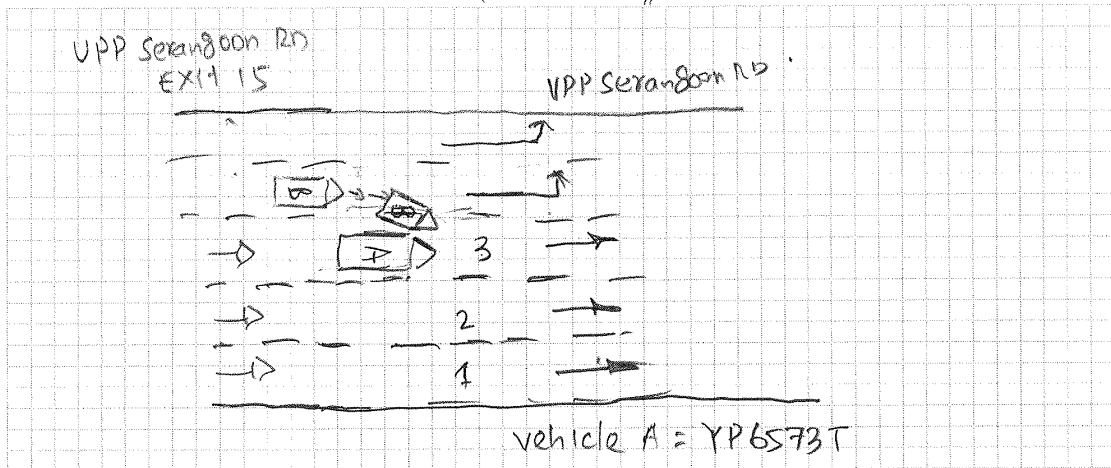 UPP Serangoon RD
EXIT 15
UPP Serangoon RD.
B
B
A
3
2
1
vehicle A = YP6573T